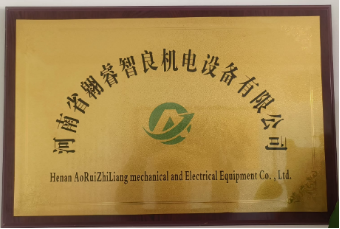 河南省翱睿智良机电设备有限公司
Henan AoRuiZhiLiang mechanical and Electrical Equipment Co. , Ltd.